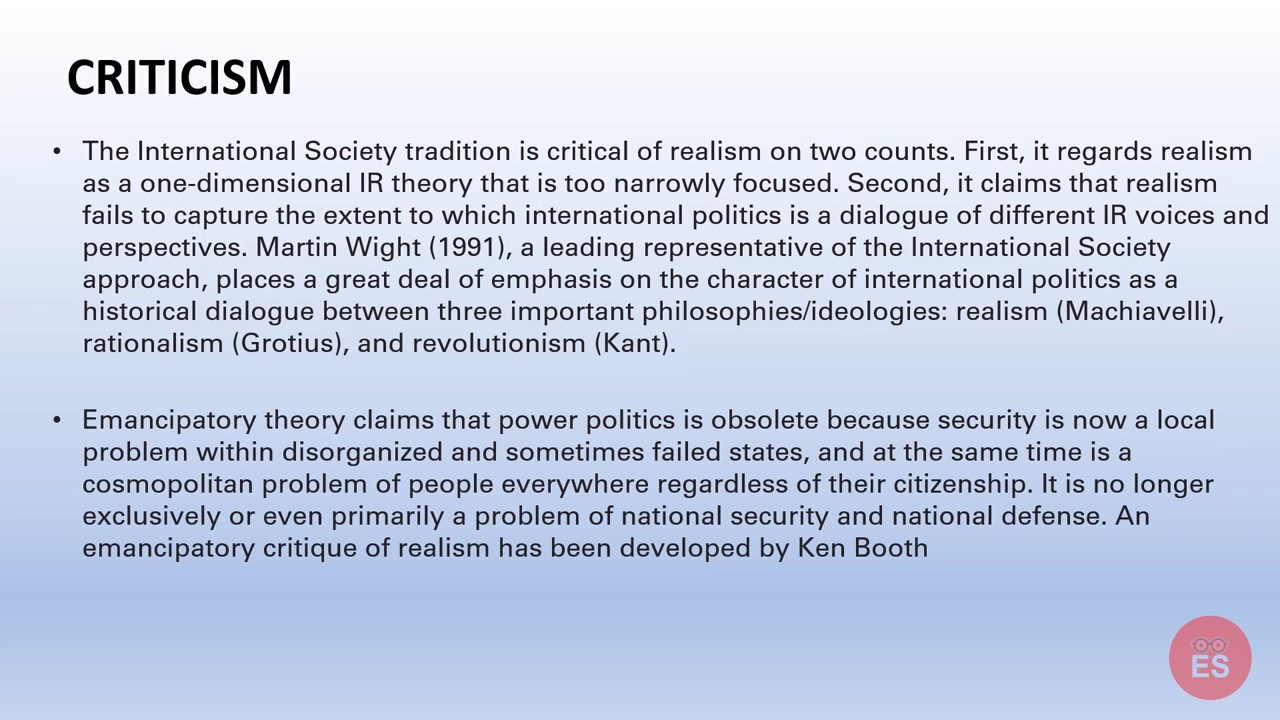 CRITICISM
• The International Society tradition is critical of realism on two counts. First, it regards realism
as a one-dimensional IR theory that is too narrowly focused. Second, it claims that realism
fails to capture the extent to which international politics is a dialogue of different IR voices and
perspectives. Martin Wight (1991), a leading representative of the International Society
approach, places a great deal of emphasis on the character of international politics as a
historical dialogue between three important philosophies/ideologies: realism (Machiavelli),
rationalism (Grotius), and revolutionism (Kant).
• Emancipatory theory claims that power politics is obsolete because security is now a local
problem within disorganized and sometimes failed states, and at the same time is a
cosmopolitan problem of people everywhere regardless of their citizenship. It is no longer
exclusively or even primarily a problem of national security and national defense. An
emancipatory critique of realism has been developed by Ken Booth
ES